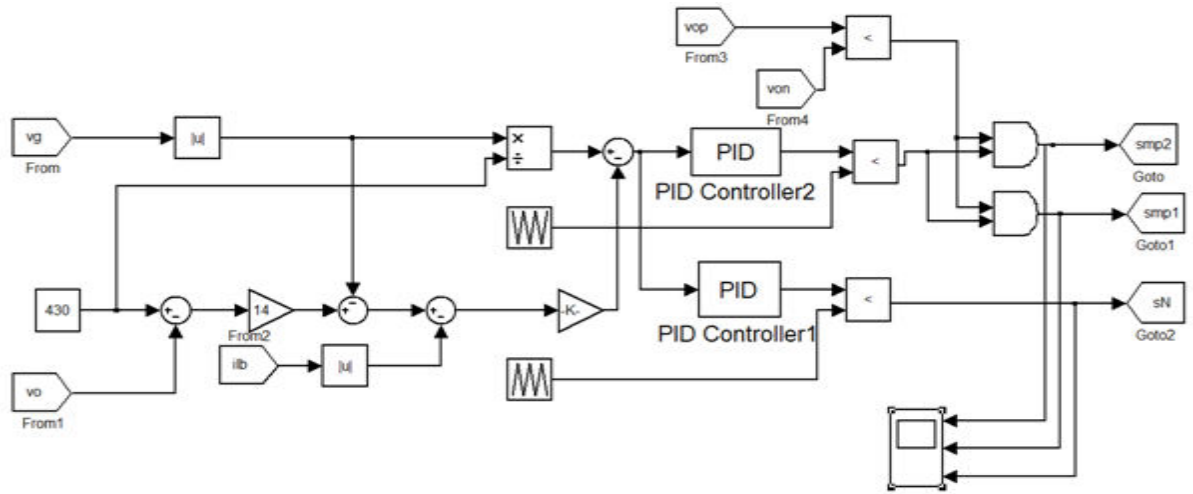 vop
From3
<
von
From4
vg
From
|u|
×
÷
+
-
PID
PID Controller2
<
smp2
Goto
smp1
Goto1
430
+
-
14
From2
+
-
+
-
-K-
PID
PID Controller1
<
sN
Goto2
ilb
|u|
vo
From1